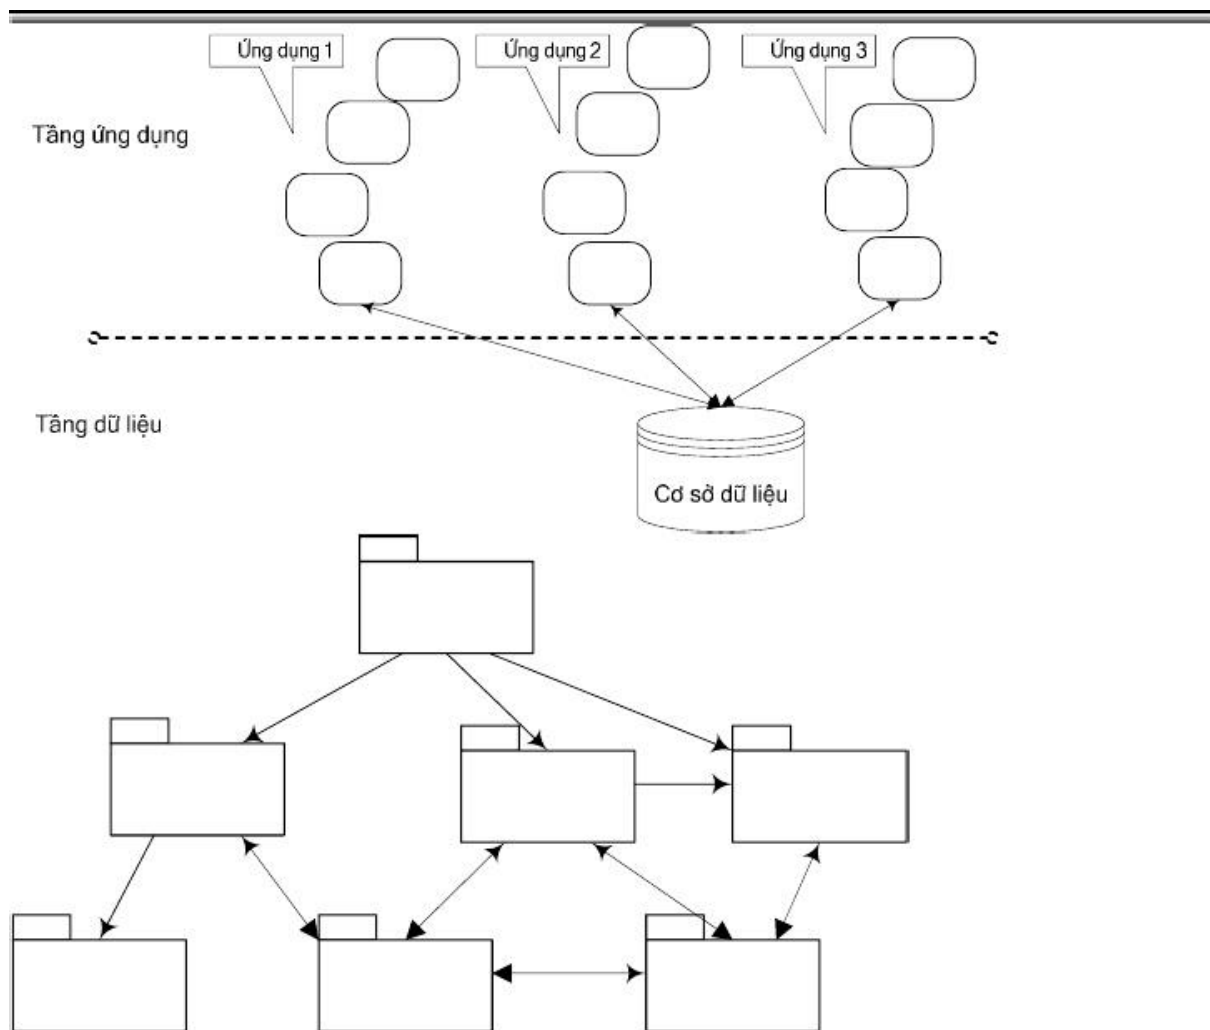 Ứng dụng 1
Ứng dụng 2
Ứng dụng 3
Tầng ứng dụng
Tầng dữ liệu
Cơ sở dữ liệu